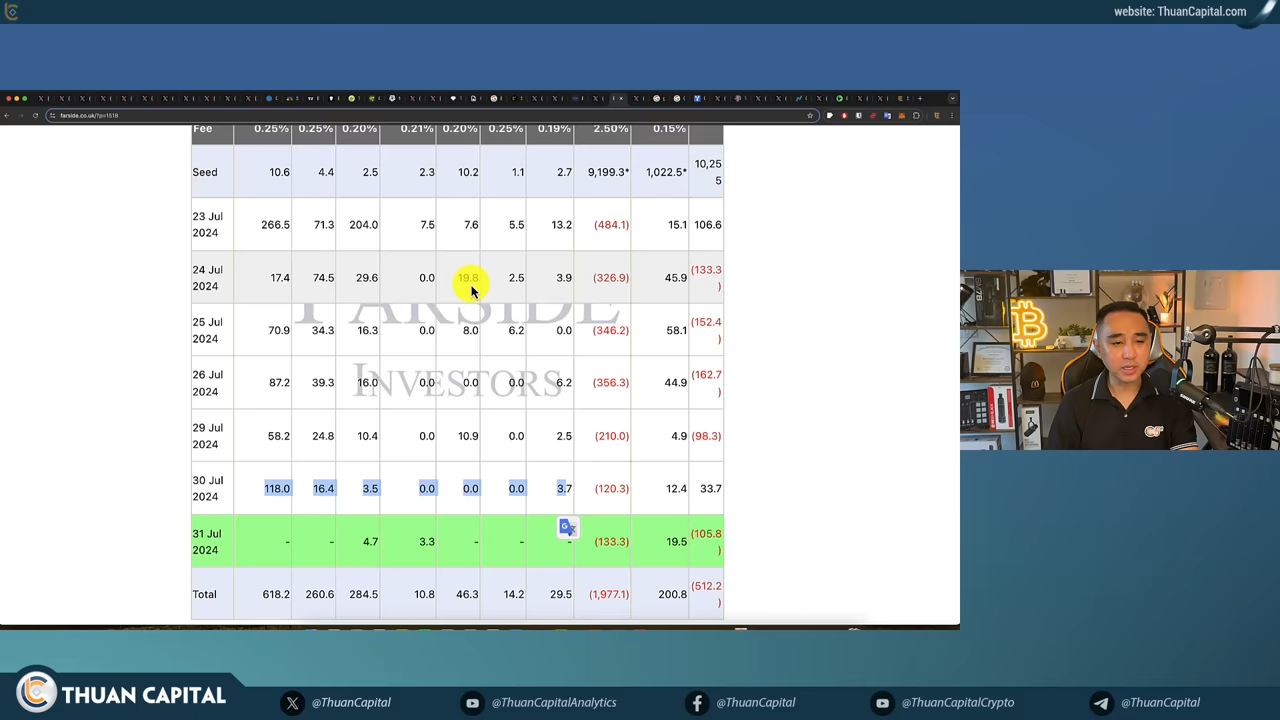 website: ThuanCapital.com
farside.co.uk/?p=1518
Fee 0.25% 0.25% 0.20% 0.21% 0.20% 0.25% 0.19% 2.50% 0.15%
Seed 10.6 4.4 2.5 2.3 10.2 1.1 2.7 9,199.3* 1,022.5* 10,25
5
23 Jul
2024 266.5 71.3 204.0 7.5 7.6 5.5 13.2 (484.1) 15.1 106.6
24 Jul
2024 17.4 74.5 29.6 0.0 19.8 2.5 3.9 (326.9) 45.9 (133.3
)
FARSIDE
INVESTORS
25 Jul
2024 70.9 34.3 16.3 0.0 8.0 6.2 0.0 (346.2) 58.1 (152.4
)
26 Jul
2024 87.2 39.3 16.0 0.0 0.0 0.0 6.2 (356.3) 44.9 (162.7
)
29 Jul
2024 58.2 24.8 10.4 0.0 10.9 0.0 2.5 (210.0) 4.9 (98.3)
30 Jul
2024 118.0 16.4 3.5 0.0 0.0 0.0 3.7 (120.3) 12.4 33.7
31 Jul
2024 - - 4.7 3.3 - - - (133.3) 19.5 (105.8
)
Total 618.2 260.6 284.5 10.8 46.3 14.2 29.5 (1,977.1) 200.8 (512.2
)
THUAN CAPITAL
@ThuanCapital
@ThuanCapitalAnalytics
@ThuanCapital
@ThuanCapitalCrypto
@ThuanCapital